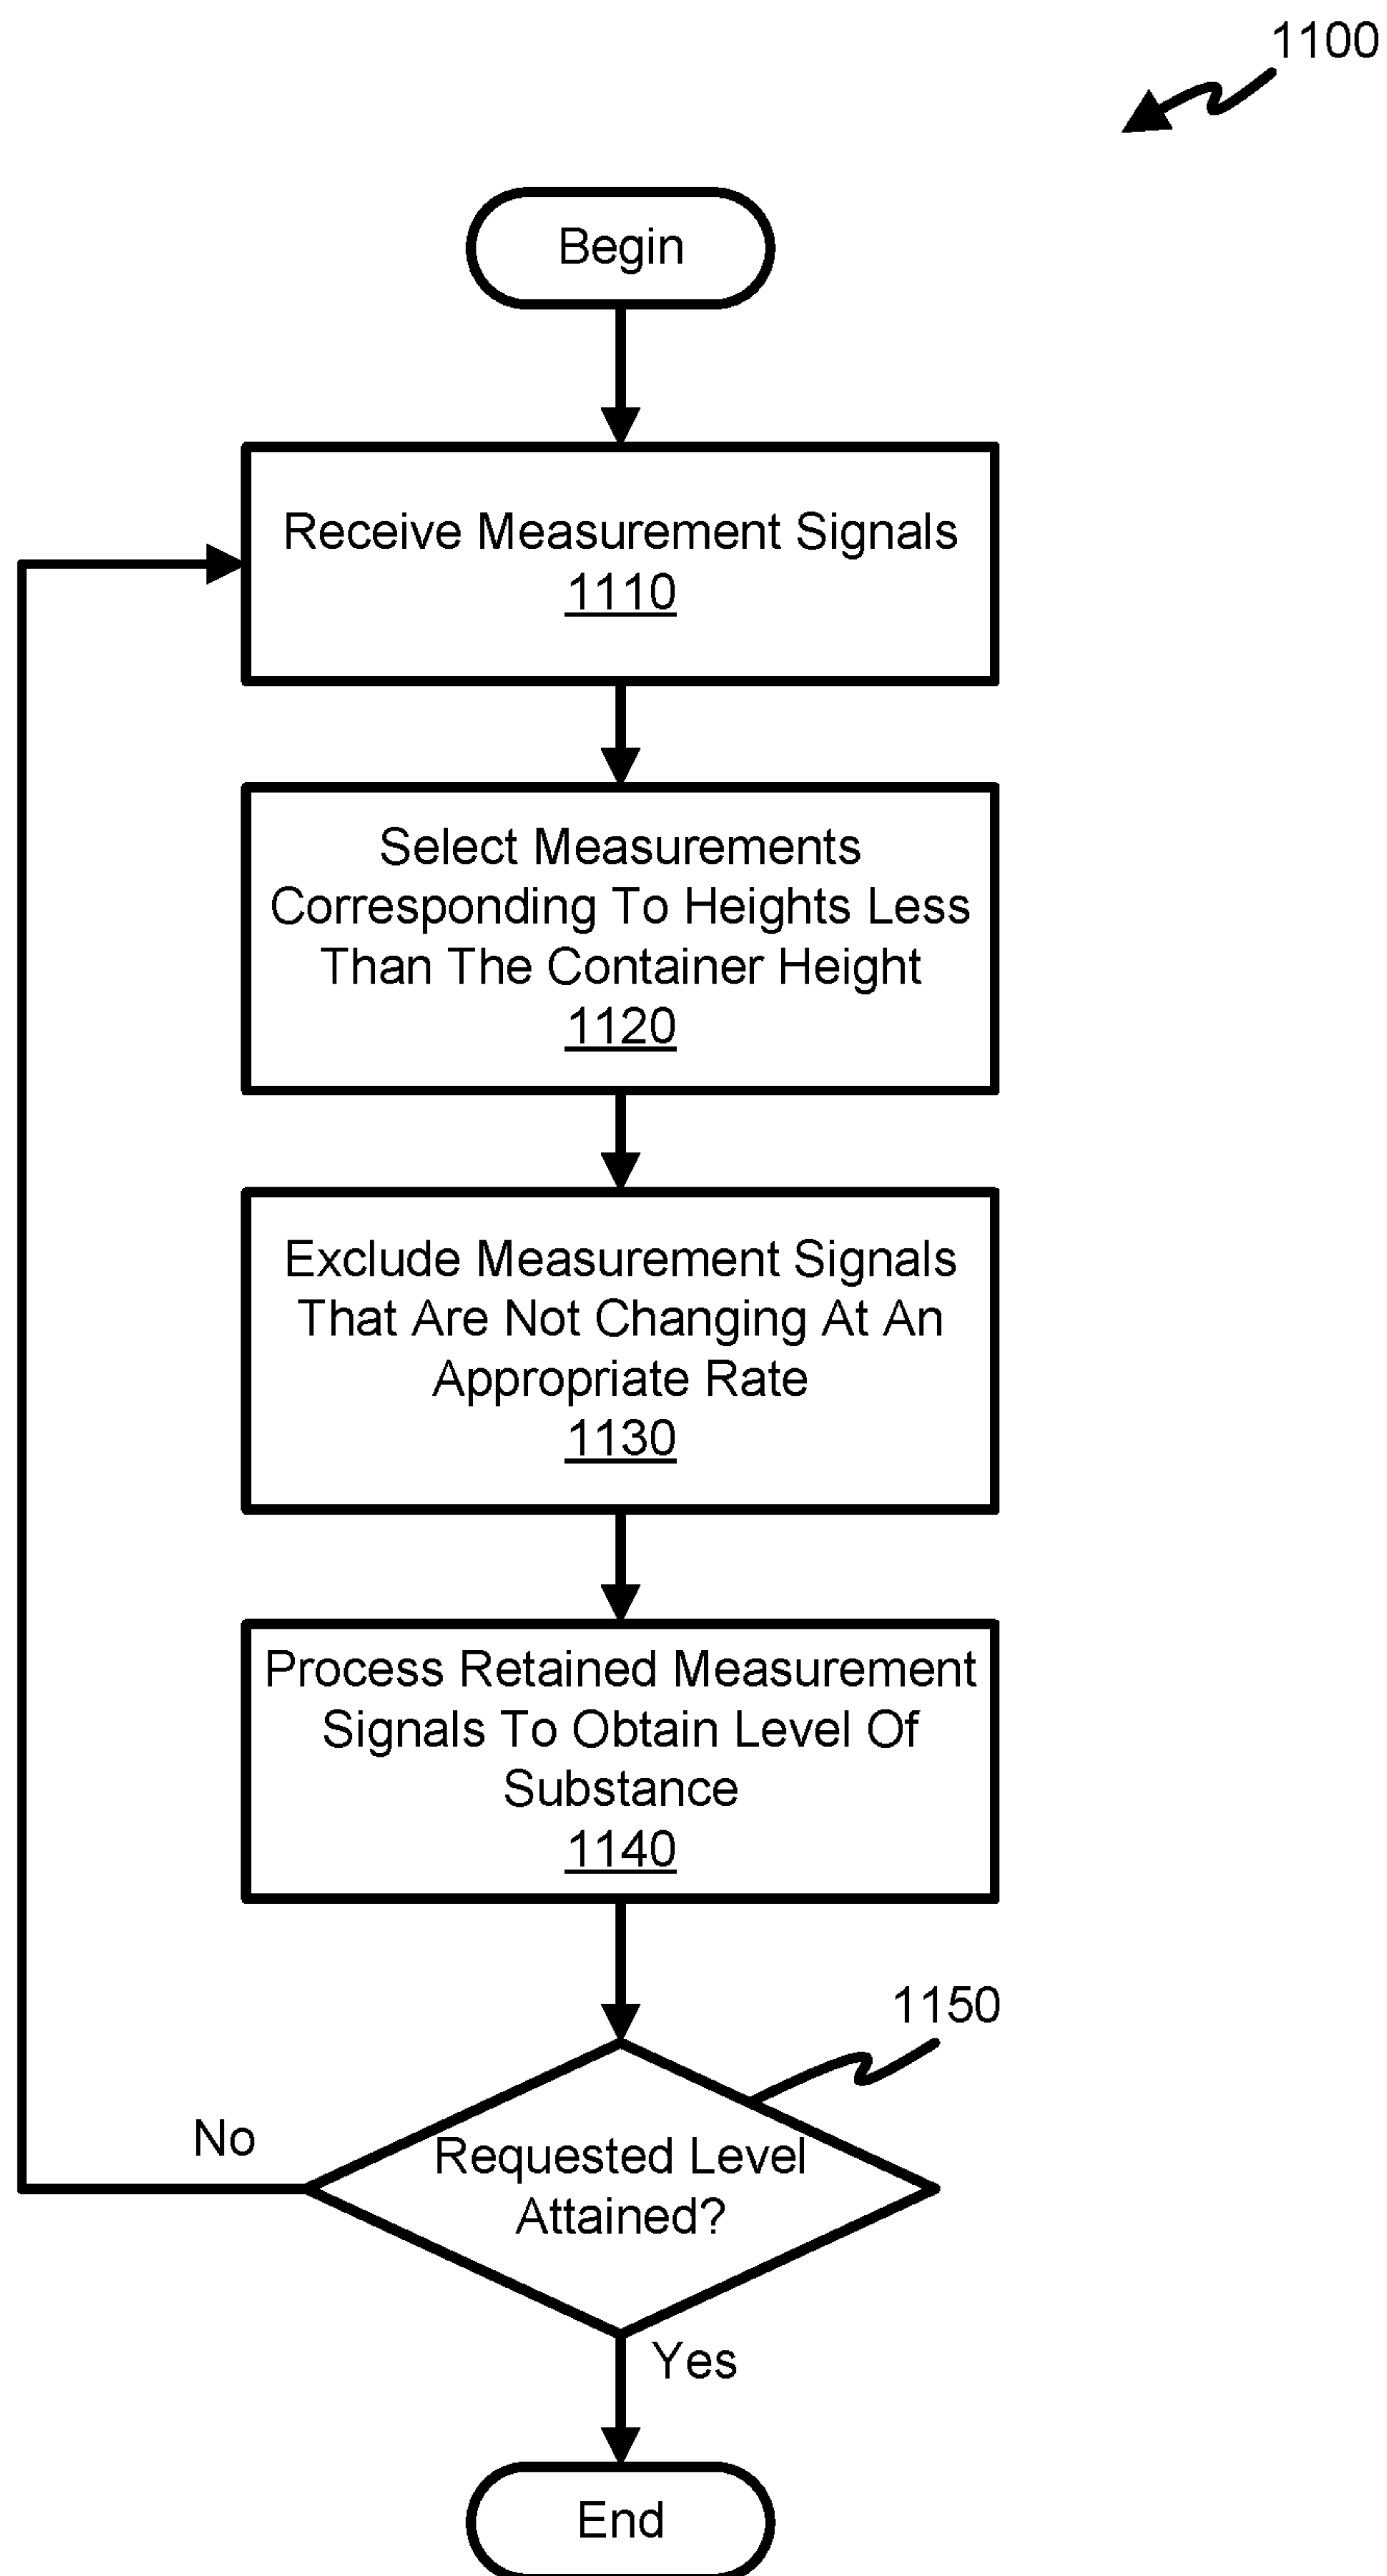 1100
Begin
Receive Measurement Signals
1110
Select Measurements
Corresponding To Heights Less
Than The Container Height
1120
Exclude Measurement Signals
That Are Not Changing At An
Appropriate Rate
1130
Process Retained Measurement
Signals To Obtain Level Of
Substance
1140
1150
No
Requested Level
Attained?
Yes
End